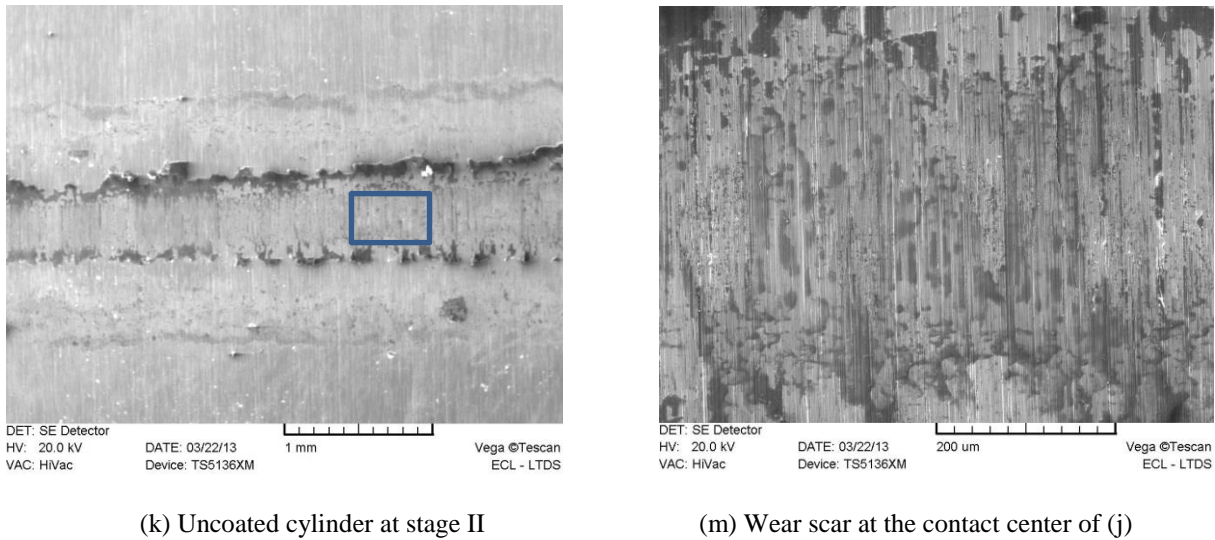 DET: SE Detector
HV: 20.0 kV DATE: 03/22/13 1 mm Vega ©Tescan
VAC: HiVac Device: TS5136XM ECL - LTDS
DET: SE Detector
HV: 20.0 kV DATE: 03/22/13 200 um Vega ©Tescan
VAC: HiVac Device: TS5136XM ECL - LTDS
(k) Uncoated cylinder at stage II
(m) Wear scar at the contact center of (j)